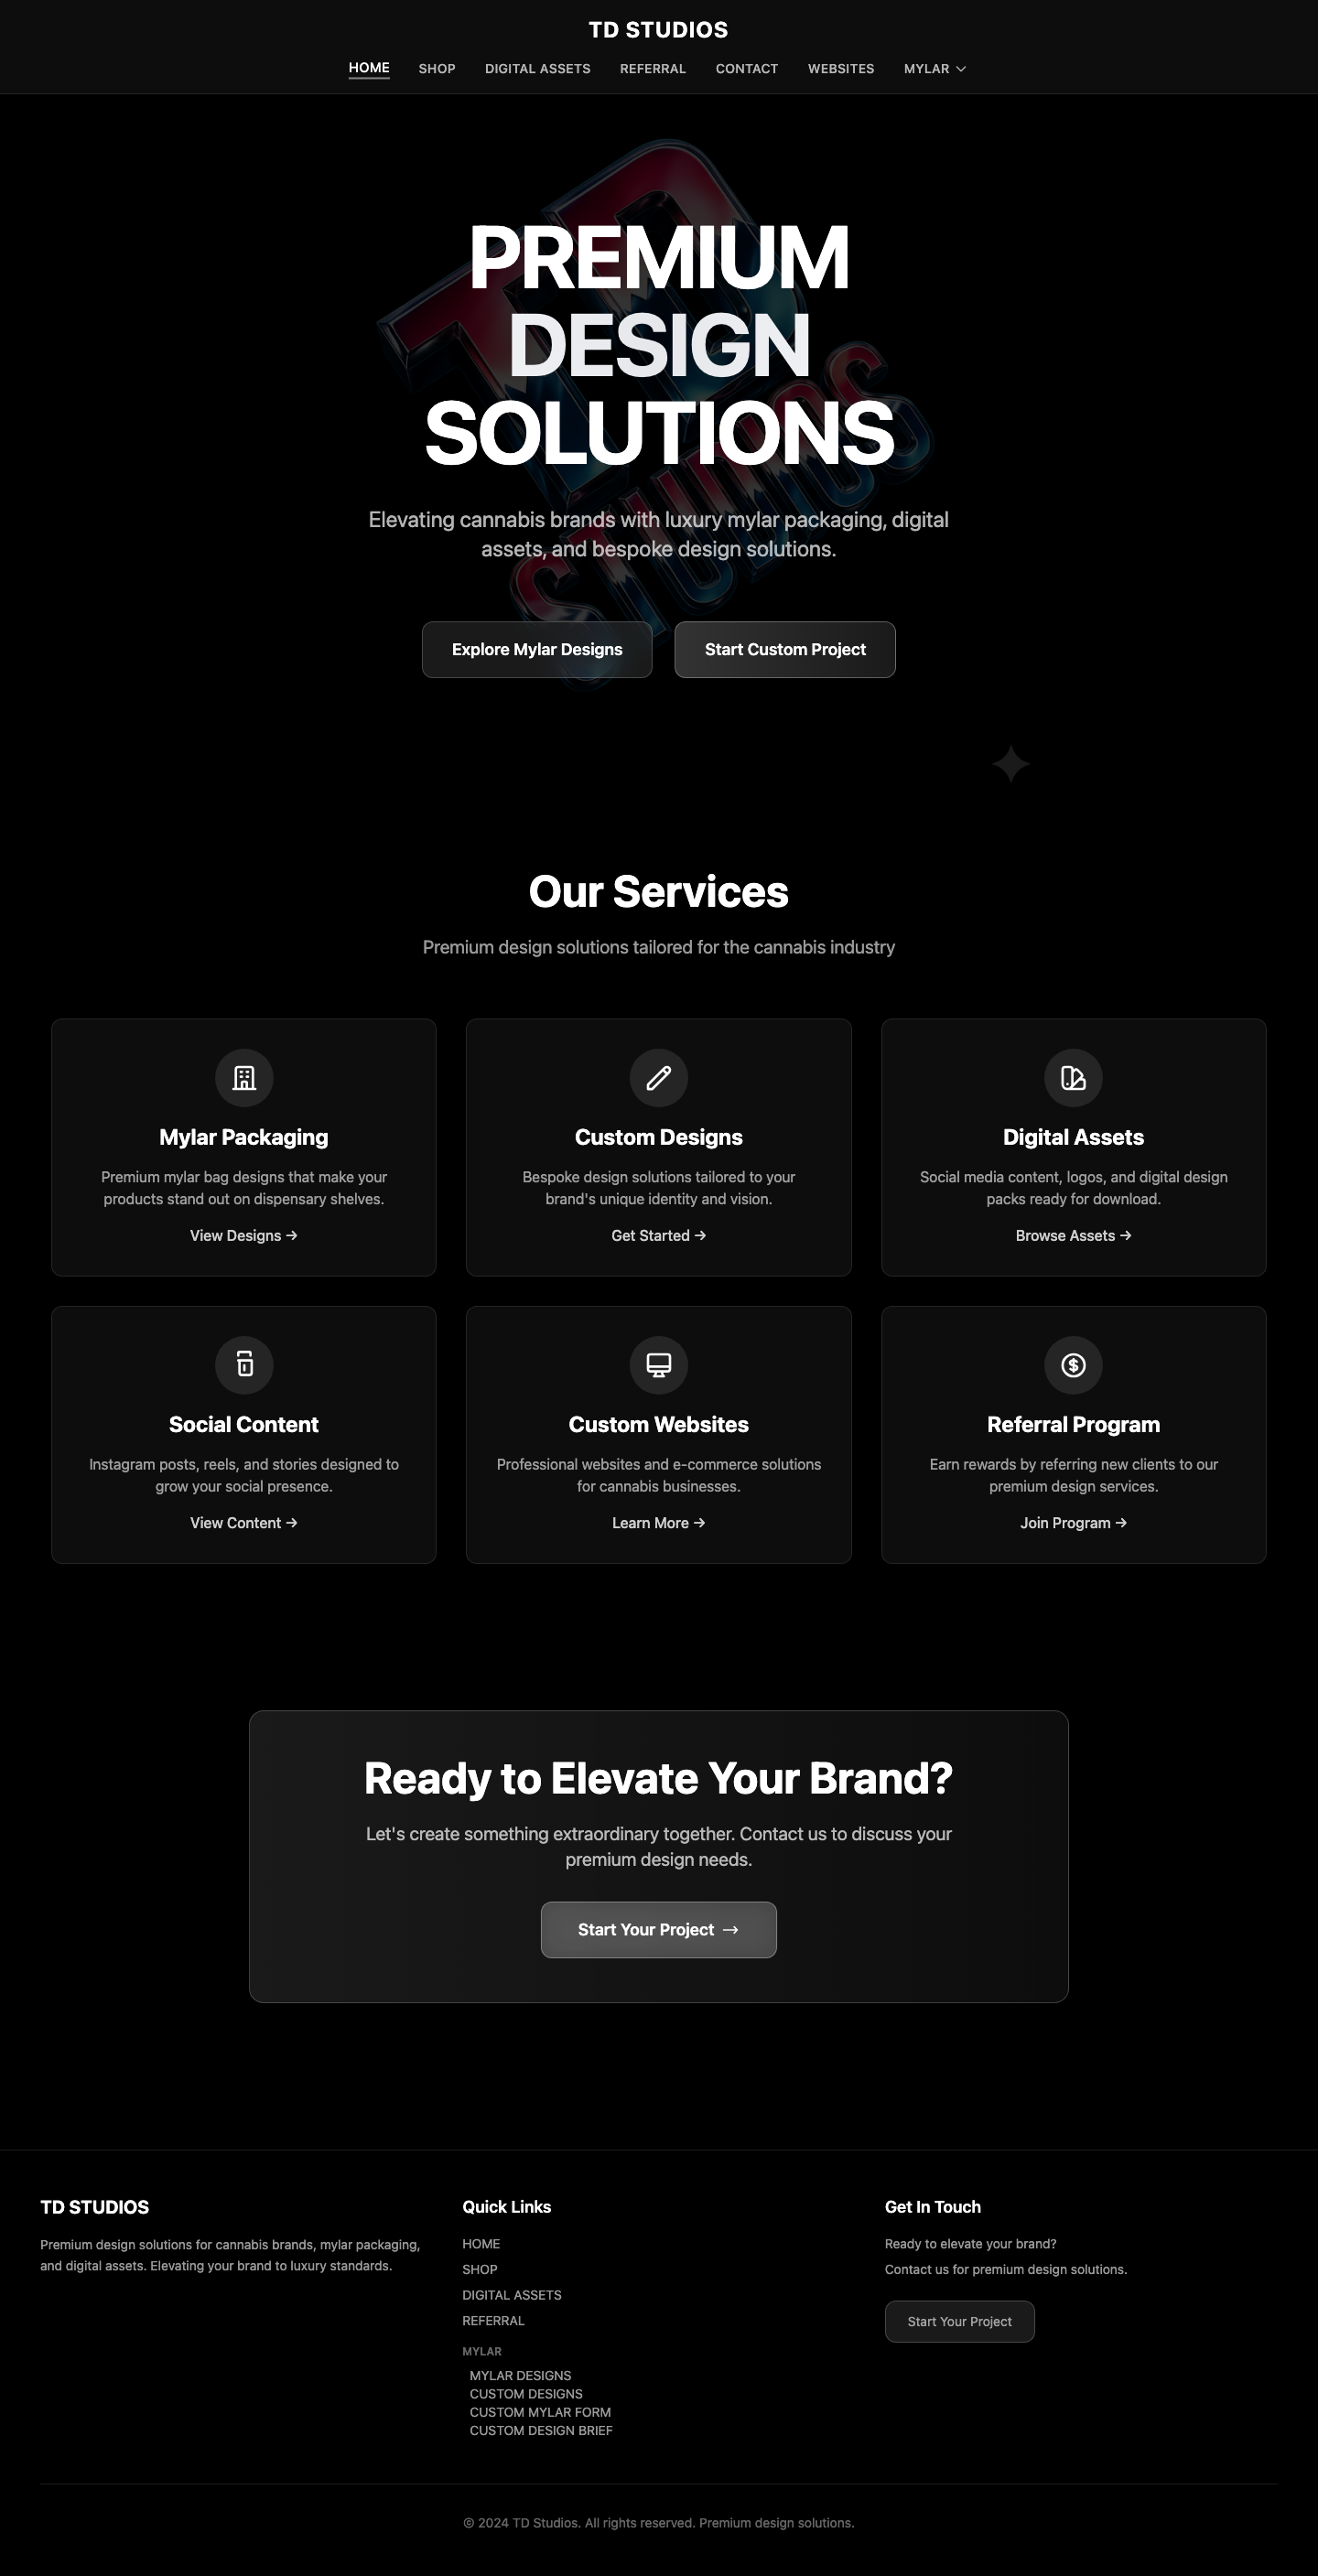 TD STUDIOS
HOME SHOP DIGITAL ASSETS REFERRAL CONTACT WEBSITES MYLAR
TD
STUDIOS
PREMIUM
DESIGN
SOLUTIONS
Elevating cannabis brands with luxury mylar packaging, digital
assets, and bespoke design solutions.
Explore Mylar Designs
Start Custom Project
Our Services
Premium design solutions tailored for the cannabis industry
Mylar Packaging
Premium mylar bag designs that make your
products stand out on dispensary shelves.
View Designs →
Custom Designs
Bespoke design solutions tailored to your
brand's unique identity and vision.
Get Started →
Digital Assets
Social media content, logos, and digital design
packs ready for download.
Browse Assets →
Social Content
Instagram posts, reels, and stories designed to
grow your social presence.
View Content →
Custom Websites
Professional websites and e-commerce solutions
for cannabis businesses.
Learn More →
Referral Program
Earn rewards by referring new clients to our
premium design services.
Join Program →
Ready to Elevate Your Brand?
Let's create something extraordinary together. Contact us to discuss your
premium design needs.
Start Your Project →
TD STUDIOS
Premium design solutions for cannabis brands, mylar packaging,
and digital assets. Elevating your brand to luxury standards.
Quick Links
HOME
SHOP
DIGITAL ASSETS
REFERRAL
MYLAR
MYLAR DESIGNS
CUSTOM DESIGNS
CUSTOM MYLAR FORM
CUSTOM DESIGN BRIEF
Get In Touch
Ready to elevate your brand?
Contact us for premium design solutions.
Start Your Project
© 2024 TD Studios. All rights reserved. Premium design solutions.